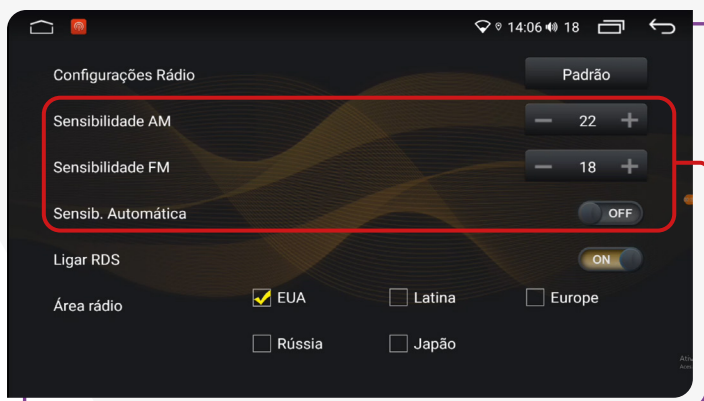 14:06 18
Configurações Rádio Padrão
Sensibilidade AM − 22 +
Sensibilidade FM − 18 +
Sensib. Automática OFF
Ligar RDS ON
Área rádio EUA Latina Europe
Rússia Japão